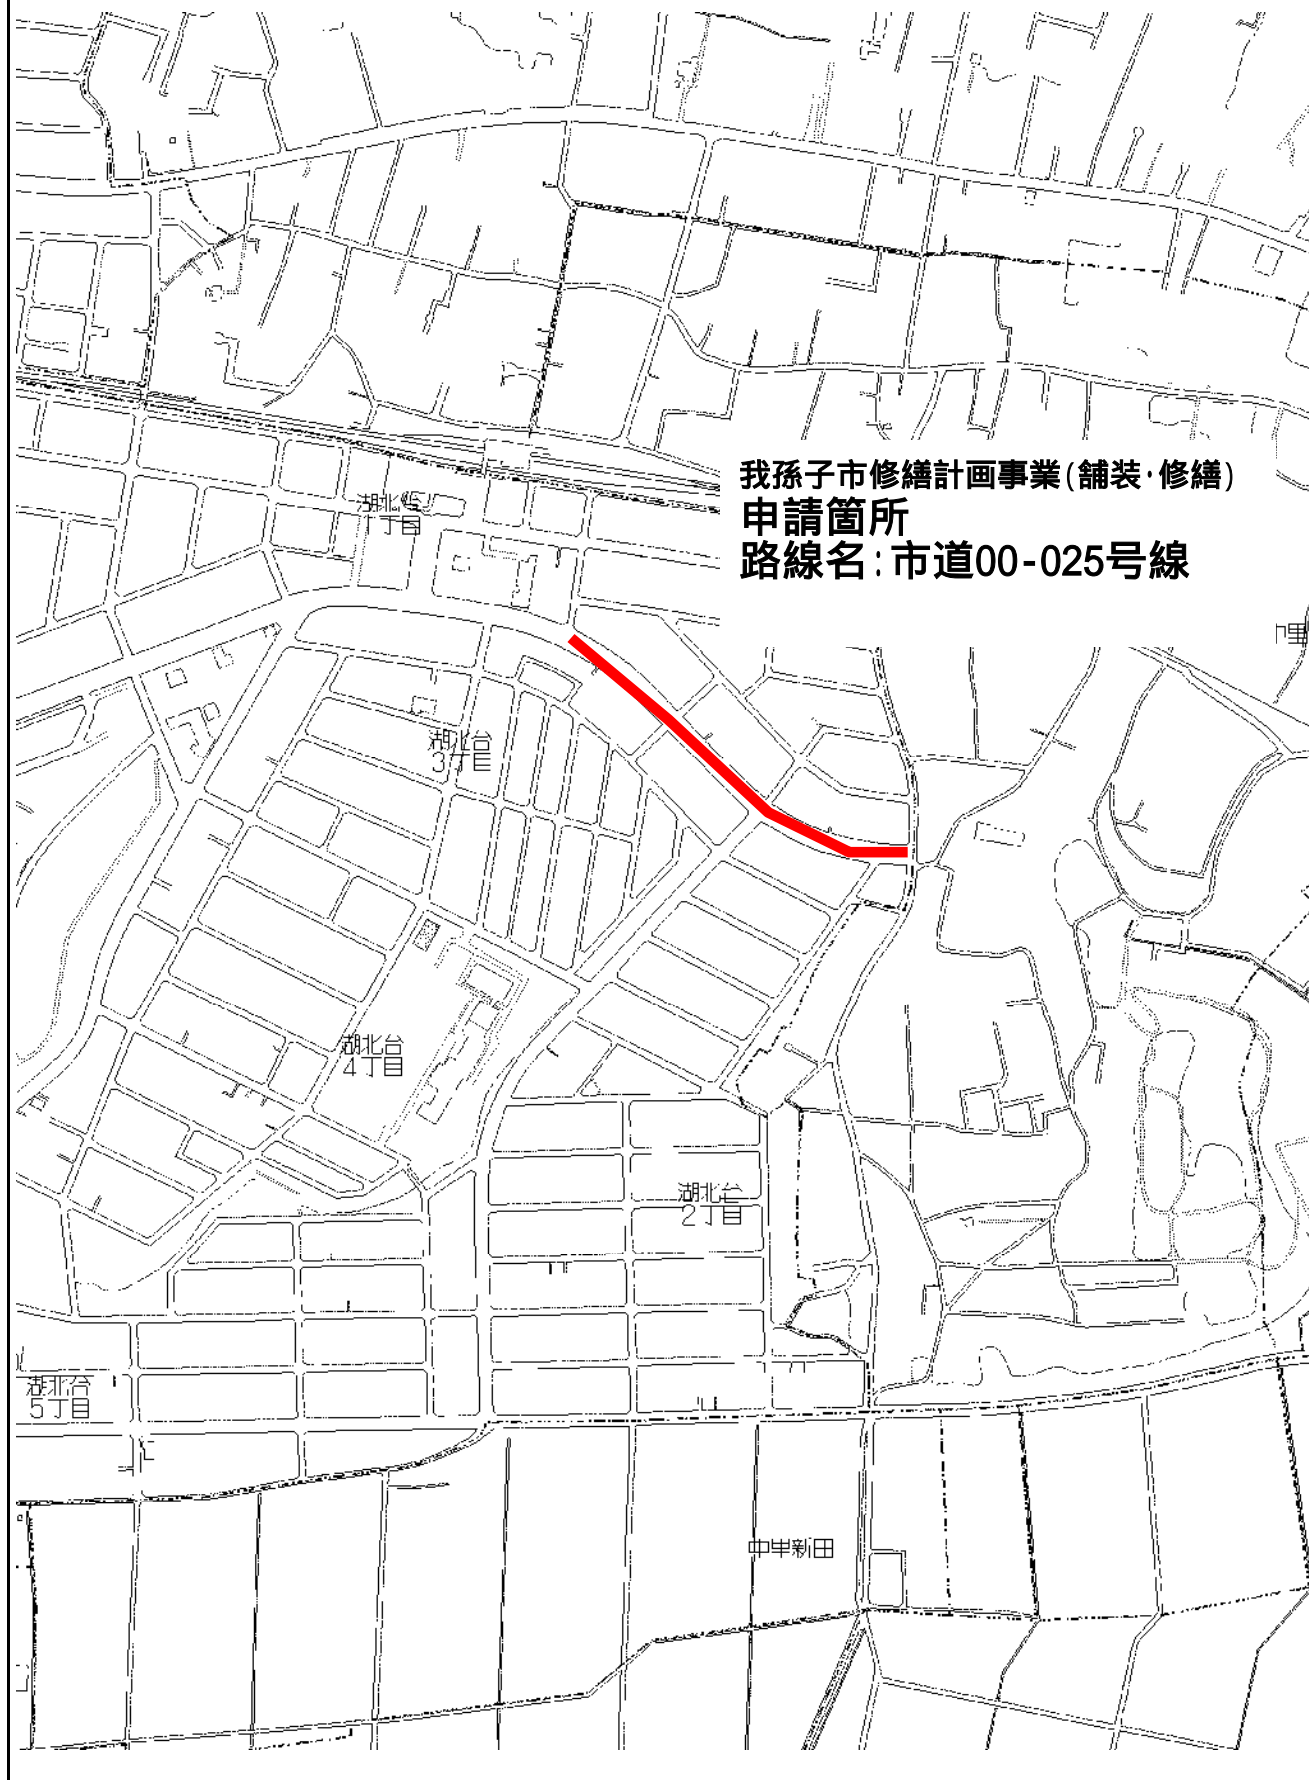 我孫子市修繕計画事業(舗装・修繕)
申請箇所
路線名:市道00-025号線
湖北台
1丁目
湖北台
3丁目
湖北台
4丁目
湖北台
2丁目
湖北台
5丁目
中里新田